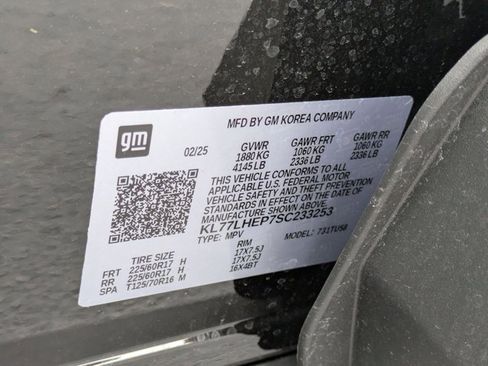 gm
MFD BY GM KOREA COMPANY
02/25 GVWR GAWR FRT GAWR RR
1880 KG 1060 KG 1060 KG
4145 LB 2336 LB 2336 LB
THIS VEHICLE CONFORMS TO ALL
APPLICABLE U.S. FEDERAL MOTOR
VEHICLE SAFETY AND THEFT PREVENTION
STANDARDS IN EFFECT ON THE DATE OF
MANUFACTURE SHOWN ABOVE.
KL77LHEP7SC233253
TYPE: MPV MODEL: 731TUS8
TIRE SIZE RIM
FRT 225/60R17 H 17X7.5J
RR 225/60R17 H 17X7.5J
SPA T125/70R16 M 16X4BT